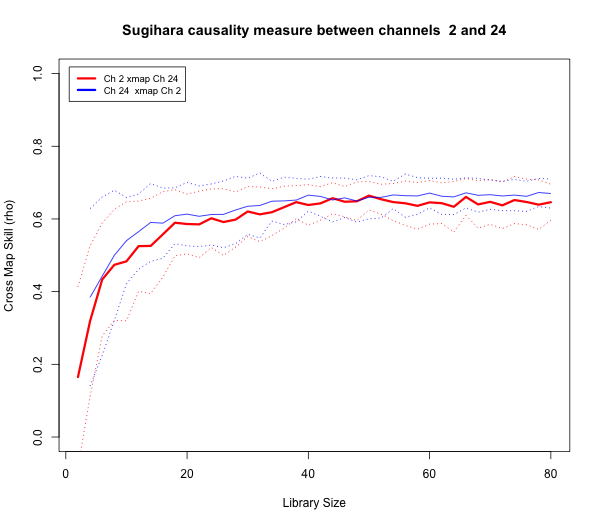 Sugihara causality measure between channels  2 and 24
Ch 2 xmap Ch 24
Ch 24  xmap Ch 2
1.0
0.8
0.6
0.4
0.2
0.0
Cross Map Skill (rho)
0 20 40 60 80
Library Size